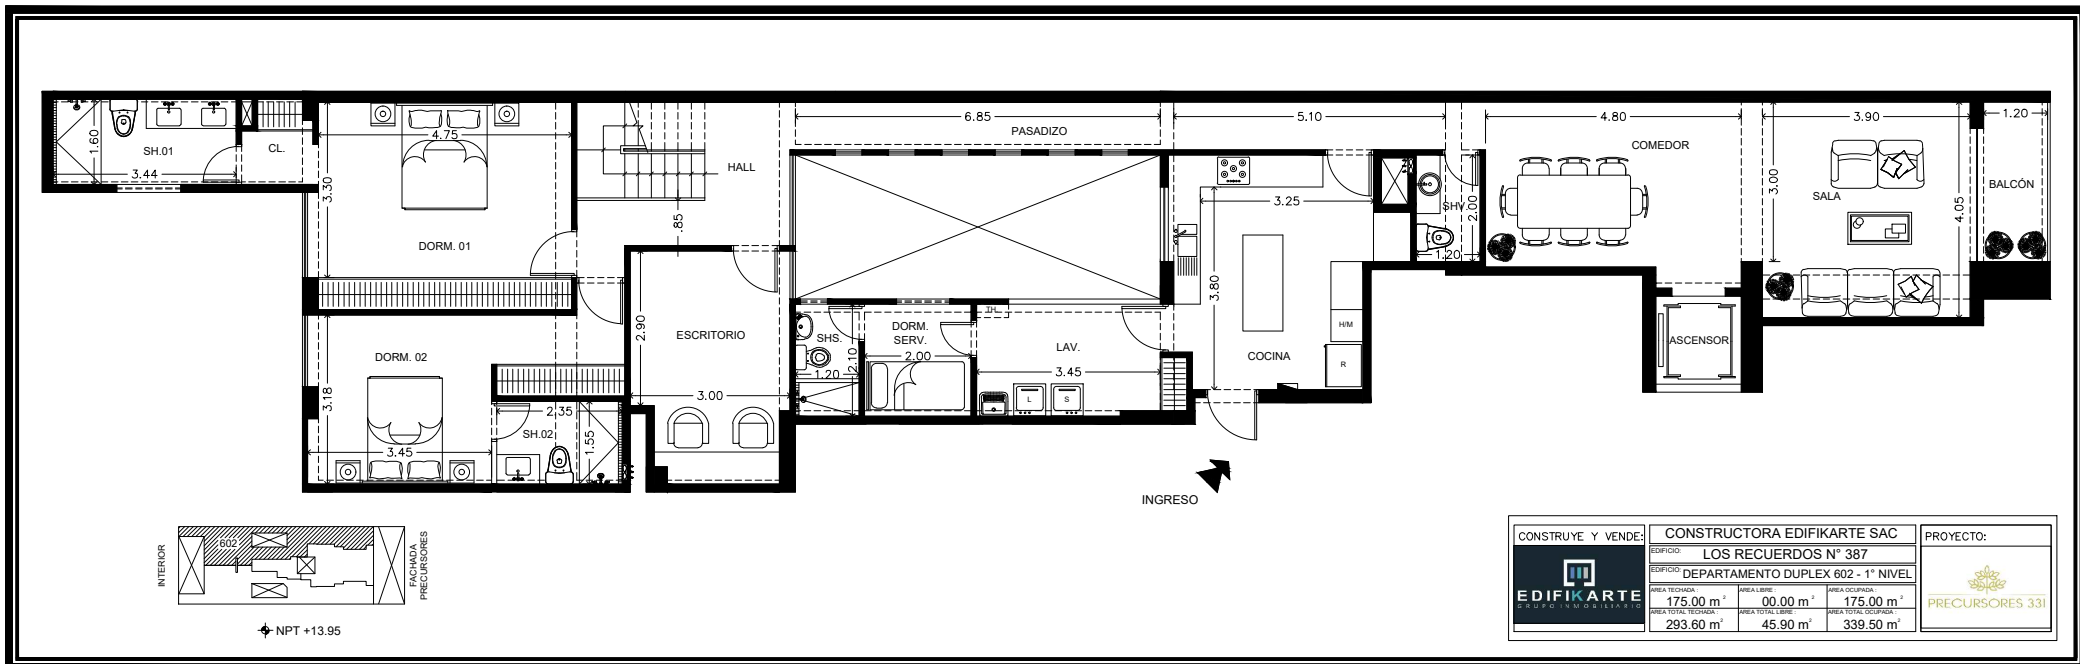 6.85
PASADIZO
5.10
4.80
COMEDOR
3.90
1.20
1.60
SH.01
3.44
CL.
4.75
3.30
DORM. 01
HALL
.85
3.25
SHV.
2.00
1.20
3.00
SALA
4.05
BALCÓN
3.80
2.90
ESCRITORIO
3.00
SHS.
1.20
2.10
DORM.
SERV.
2.00
TH
LAV.
3.45
L
S
COCINA
H/M
R
ASCENSOR
DORM. 02
3.18
3.45
2.35
SH.02
1.55
INGRESO
INTERIOR
602
FACHADA
PRECURSORES
NPT +13.95
CONSTRUYE Y VENDE:
EDIFIKARTE
GRUPO INMOBILIARIO
CONSTRUCTORA EDIFIKARTE SAC
EDIFICIO: LOS RECUERDOS N° 387
EDIFICIO: DEPARTAMENTO DUPLEX 602 - 1° NIVEL
AREA TECHADA : AREA LIBRE : AREA OCUPADA :
175.00 m² 00.00 m² 175.00 m²
AREA TOTAL TECHADA : AREA TOTAL LIBRE : AREA TOTAL OCUPADA :
293.60 m² 45.90 m² 339.50 m²
PROYECTO:
PRECURSORES 331